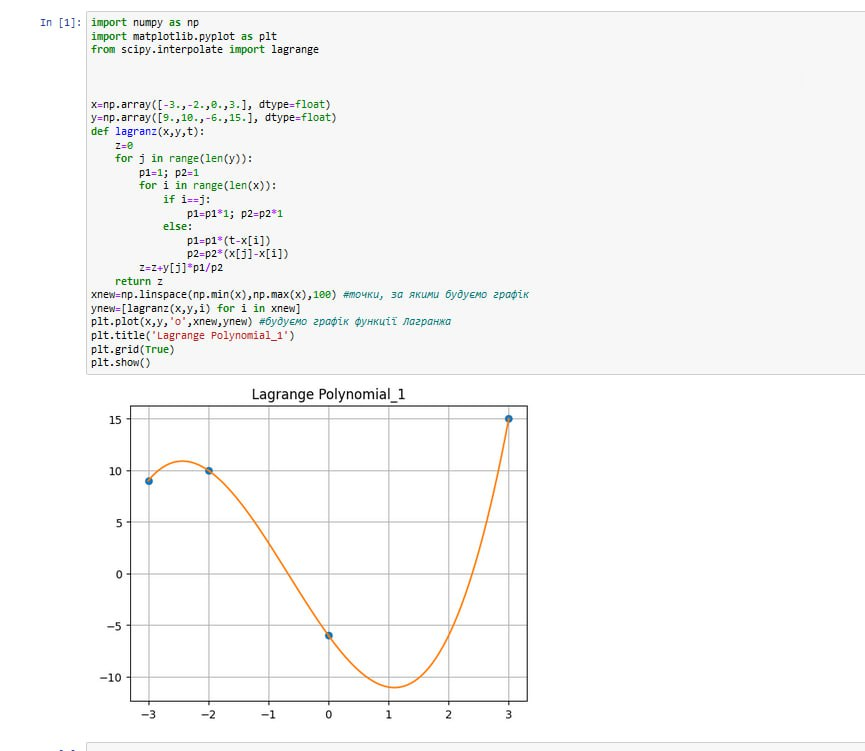 In [1]: import numpy as np
import matplotlib.pyplot as plt
from scipy.interpolate import lagrange
x=np.array([-3.,-2.,0.,3.], dtype=float)
y=np.array([9.,10.,-6.,15.], dtype=float)
def lagranz(x,y,t):
    z=0
    for j in range(len(y)):
        p1=1; p2=1
        for i in range(len(x)):
            if i==j:
                p1=p1*1; p2=p2*1
            else:
                p1=p1*(t-x[i])
                p2=p2*(x[j]-x[i])
        z=z+y[j]*p1/p2
    return z
xnew=np.linspace(np.min(x),np.max(x),100) #точки, за якими будуємо графік
ynew=[lagranz(x,y,i) for i in xnew]
plt.plot(x,y,'o',xnew,ynew) #будуємо графік функції Лагранжа
plt.title('Lagrange Polynomial_1')
plt.grid(True)
plt.show()
Lagrange Polynomial_1
15
10
5
0
−5
−10
−3 −2 −1 0 1 2 3